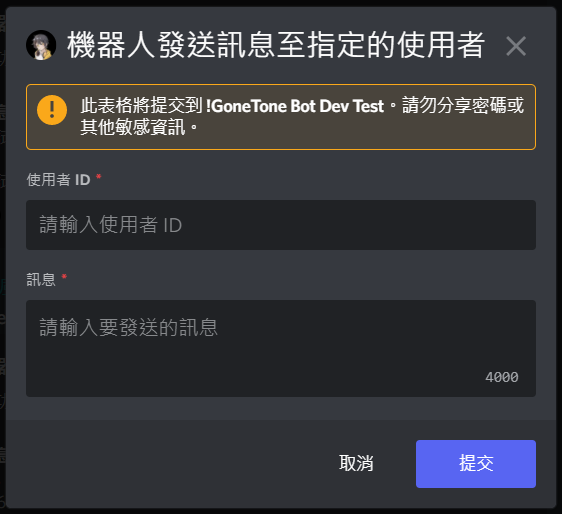 機器人發送訊息至指定的使用者
此表格將提交到 !GoneTone Bot Dev Test。請勿分享密碼或
其他敏感資訊。
使用者 ID *
請輸入使用者 ID
訊息 *
請輸入要發送的訊息
4000
取消
提交